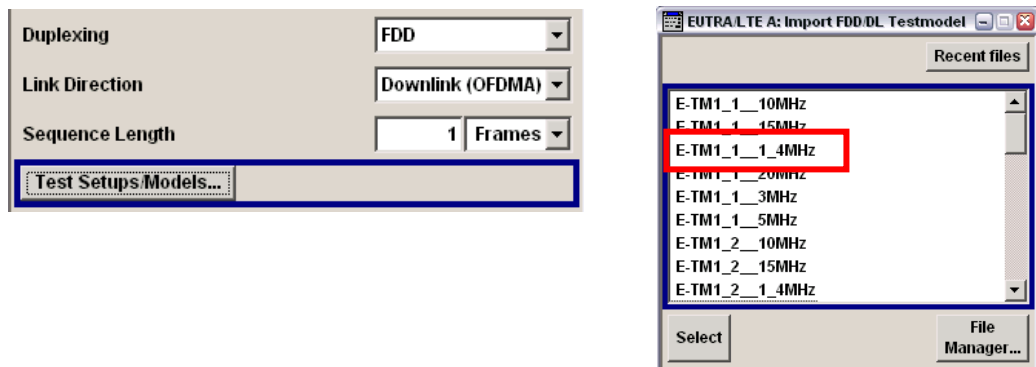 Duplexing
FDD
Link Direction
Downlink (OFDMA)
Sequence Length
1 Frames
Test Setups/Models...
EUTRA/LTE A: Import FDD/DL Testmodel
Recent files
E-TM1_1__10MHz
E-TM1_1__15MHz
E-TM1_1__1_4MHz
E-TM1_1__20MHz
E-TM1_1__3MHz
E-TM1_1__5MHz
E-TM1_2__10MHz
E-TM1_2__15MHz
E-TM1_2__1_4MHz
Select
File
Manager...